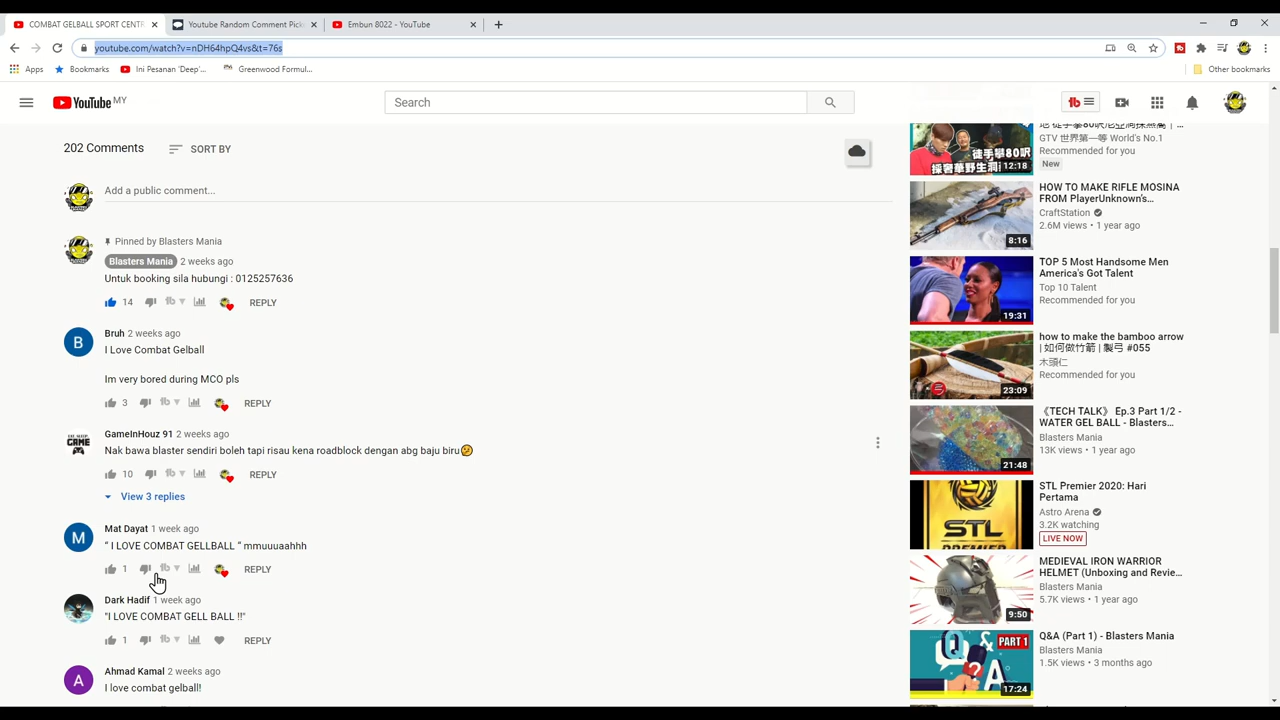 COMBAT GELBALL SPORT CENTR
Youtube Random Comment Pick
Embun 8022 - YouTube
youtube.com/watch?v=nDH64hpQ4vs&t=76s
Apps
Bookmarks
Ini Pesanan 'Deep'...
Greenwood Formul...
Other bookmarks
YouTube MY
Search
202 Comments
SORT BY
Add a public comment...
Pinned by Blasters Mania
Blasters Mania 2 weeks ago
Untuk booking sila hubungi : 0125257636
14
REPLY
B
Bruh 2 weeks ago
I Love Combat Gelball
Im very bored during MCO pls
3
REPLY
GAME
GameInHouz 91 2 weeks ago
Nak bawa blaster sendiri boleh tapi risau kena roadblock dengan abg baju biru
10
REPLY
View 3 replies
M
Mat Dayat 1 week ago
“ I LOVE COMBAT GELLBALL “ mmuuuaahhh
1
REPLY
Dark Hadif 1 week ago
"I LOVE COMBAT GELL BALL !!"
1
REPLY
A
Ahmad Kamal 2 weeks ago
I love combat gelball!
徒手攀80呎
採奢華野生洞
12:18
GTV 世界第一等 World's No.1
Recommended for you
New
8:16
HOW TO MAKE RIFLE MOSINA
FROM PlayerUnknown's...
CraftStation
2.6M views • 1 year ago
19:31
TOP 5 Most Handsome Men
America's Got Talent
Top 10 Talent
Recommended for you
23:09
how to make the bamboo arrow
| 如何做竹箭 | 製弓 #055
木頭仁
Recommended for you
21:48
《TECH TALK》 Ep.3 Part 1/2 -
WATER GEL BALL - Blasters...
Blasters Mania
13K views • 1 year ago
STL
PREMIER
STL Premier 2020: Hari
Pertama
Astro Arena
3.2K watching
LIVE NOW
9:50
MEDIEVAL IRON WARRIOR
HELMET (Unboxing and Revie...
Blasters Mania
5.7K views • 1 year ago
Q
A
PART 1
17:24
Q&A (Part 1) - Blasters Mania
Blasters Mania
1.5K views • 3 months ago